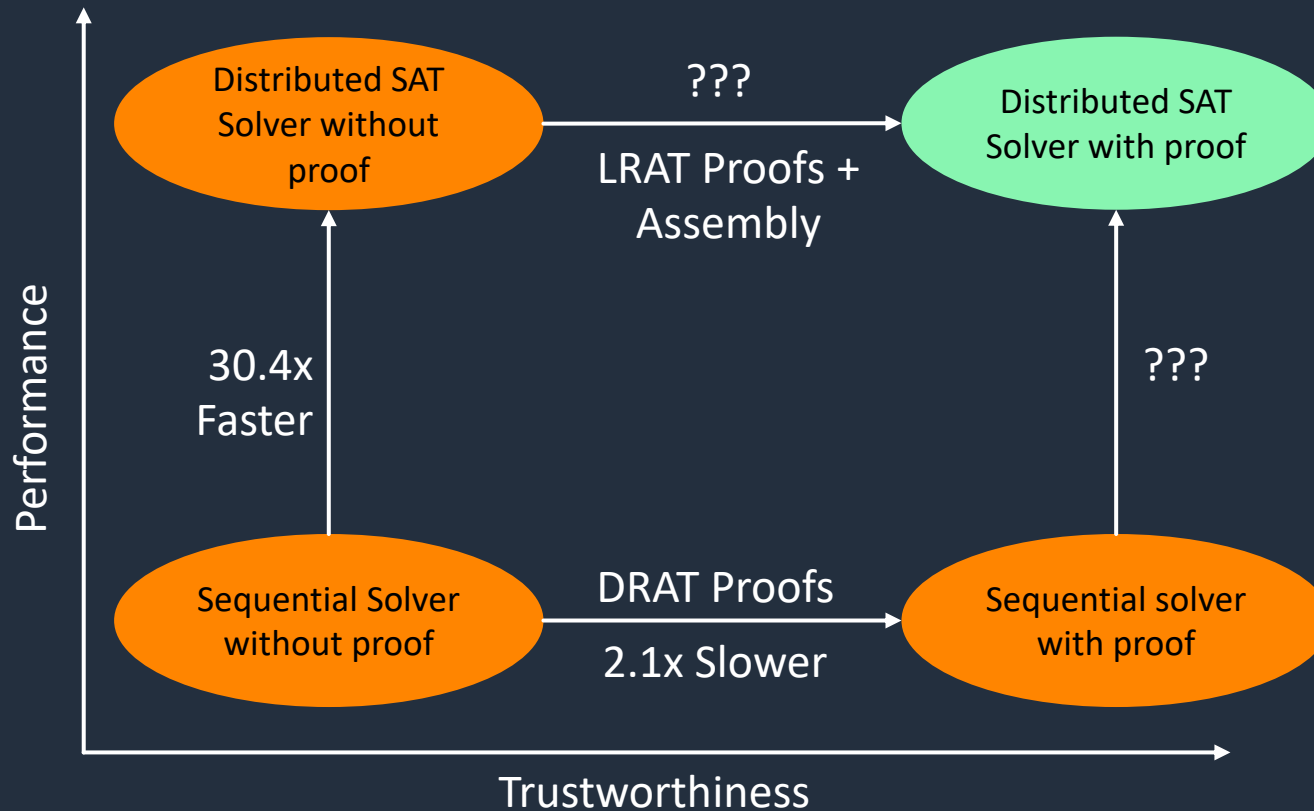 Distributed SAT
Solver without
proof
???
LRAT Proofs +
Assembly
Distributed SAT
Solver with proof
Performance
30.4x
Faster
???
Sequential Solver
without proof
DRAT Proofs
2.1x Slower
Sequential solver
with proof
Trustworthiness